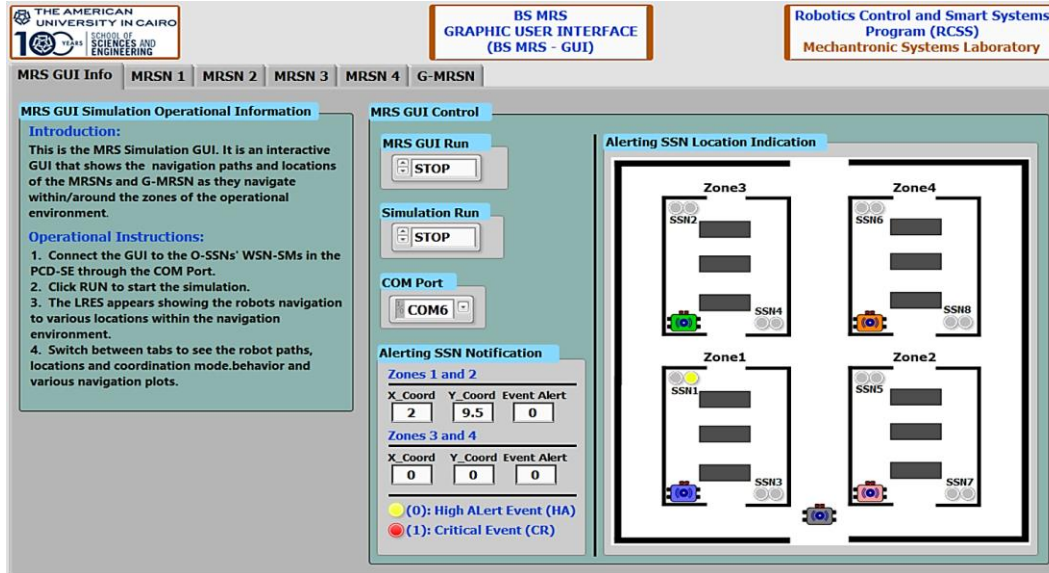 THE AMERICAN
UNIVERSITY IN CAIRO
100 YEARS
SCHOOL OF
SCIENCES AND
ENGINEERING
BS MRS
GRAPHIC USER INTERFACE
(BS MRS - GUI)
Robotics Control and Smart Systems
Program (RCSS)
Mechantronic Systems Laboratory
MRS GUI Info
MRSN 1
MRSN 2
MRSN 3
MRSN 4
G-MRSN
MRS GUI Simulation Operational Information
Introduction:
This is the MRS Simulation GUI. It is an interactive
GUI that shows the navigation paths and locations
of the MRSNs and G-MRSN as they navigate
within/around the zones of the operational
environment.
Operational Instructions:
1. Connect the GUI to the O-SSNs' WSN-SMs in the
PCD-SE through the COM Port.
2. Click RUN to start the simulation.
3. The LRES appears showing the robots navigation
to various locations within the navigation
environment.
4. Switch between tabs to see the robot paths,
locations and coordination mode.behavior and
various navigation plots.
MRS GUI Control
MRS GUI Run
STOP
Simulation Run
STOP
COM Port
COM6
Alerting SSN Notification
Zones 1 and 2
X_Coord Y_Coord Event Alert
2 9.5 0
Zones 3 and 4
X_Coord Y_Coord Event Alert
0 0 0
(0): High ALert Event (HA)
(1): Critical Event (CR)
Alerting SSN Location Indication
Zone3
SSN2
SSN4
Zone4
SSN6
SSN8
Zone1
SSN1
SSN3
Zone2
SSN5
SSN7